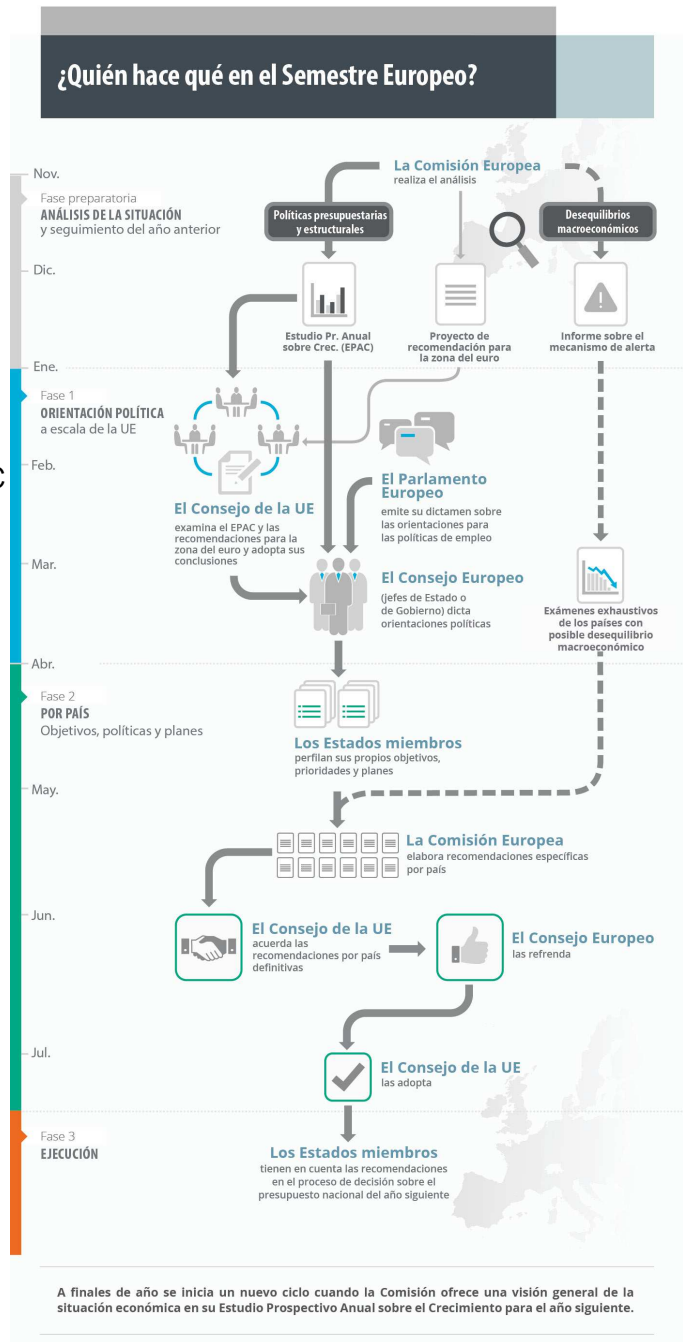 ¿Quién hace qué en el Semestre Europeo?
Nov.
Fase preparatoria
ANÁLISIS DE LA SITUACIÓN
y seguimiento del año anterior
La Comisión Europea
realiza el análisis
Políticas presupuestarias
y estructurales
Desequilibrios
macroeconómicos
Dic.
Estudio Pr. Anual
sobre Crec. (EPAC)
Proyecto de
recomendación para
la zona del euro
Informe sobre el
mecanismo de alerta
Ene.
Fase 1
ORIENTACIÓN POLÍTICA
a escala de la UE
Feb.
El Consejo de la UE
examina el EPAC y las
recomendaciones para la
zona del euro y adopta sus
conclusiones
El Parlamento
Europeo
emite su dictamen sobre
las orientaciones para
las políticas de empleo
Mar.
El Consejo Europeo
(jefes de Estado o
de Gobierno) dicta
orientaciones políticas
Exámenes exhaustivos
de los países con
posible desequilibrio
macroeconómico
Abr.
Fase 2
POR PAÍS
Objetivos, políticas y planes
Los Estados miembros
perfilan sus propios objetivos,
prioridades y planes
May.
La Comisión Europea
elabora recomendaciones específicas
por país
Jun.
El Consejo de la UE
acuerda las
recomendaciones por país
definitivas
El Consejo Europeo
las refrenda
Jul.
El Consejo de la UE
las adopta
Fase 3
EJECUCIÓN
Los Estados miembros
tienen en cuenta las recomendaciones
en el proceso de decisión sobre el
presupuesto nacional del año siguiente
A finales de año se inicia un nuevo ciclo cuando la Comisión ofrece una visión general de la
situación económica en su Estudio Prospectivo Anual sobre el Crecimiento para el año siguiente.